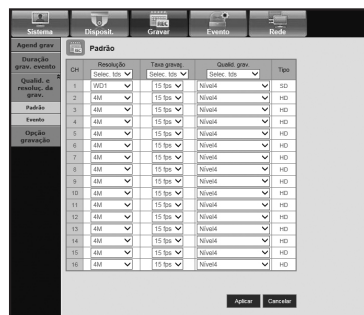 Sistema Disposit. Gravar Evento Rede
REC
Agend grav
Duração grav. evento
Qualid. e resoluç. da grav.
Padrão
Evento
Opção gravação
REC Padrão
CH Resolução Taxa gravaç. Qualid. grav. Tipo
Selec. tds Selec. tds Selec. tds
1 WD1 15 fps Nível4 SD
2 4M 15 fps Nível4 HD
3 4M 15 fps Nível4 HD
4 4M 15 fps Nível4 HD
5 4M 15 fps Nível4 HD
6 4M 15 fps Nível4 HD
7 4M 15 fps Nível4 HD
8 4M 15 fps Nível4 HD
9 4M 15 fps Nível4 HD
10 4M 15 fps Nível4 HD
11 4M 15 fps Nível4 HD
12 4M 15 fps Nível4 HD
13 4M 15 fps Nível4 HD
14 4M 15 fps Nível4 HD
15 4M 15 fps Nível4 HD
16 4M 15 fps Nível4 HD
Aplicar Cancelar